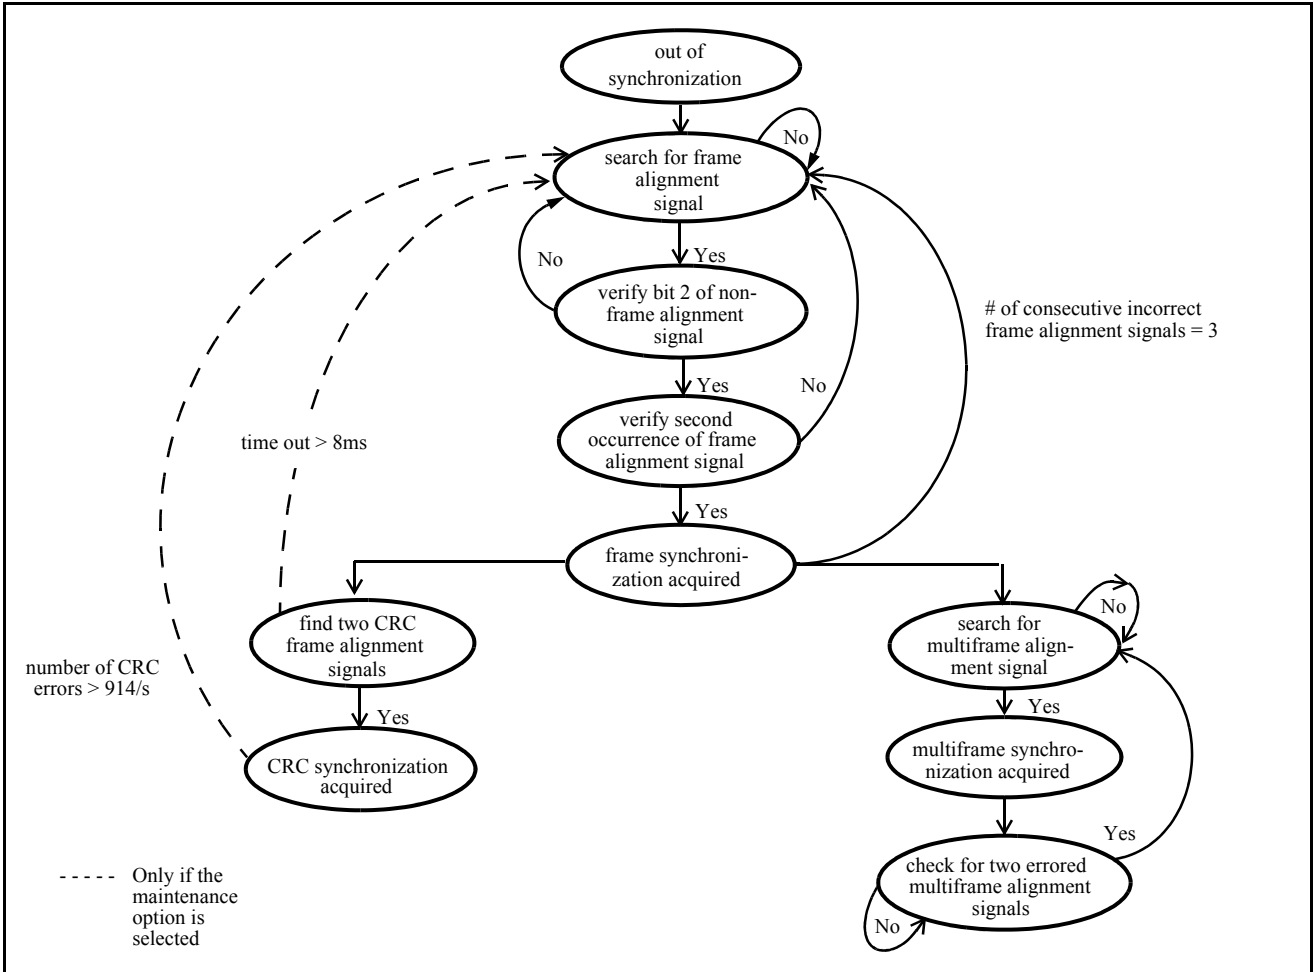 out of
synchronization
No
search for frame
alignment
signal
No
Yes
verify bit 2 of non-
frame alignment
signal
# of consecutive incorrect
frame alignment signals = 3
Yes
No
verify second
occurrence of frame
alignment signal
time out > 8ms
Yes
frame synchroni-
zation acquired
No
find two CRC
frame alignment
signals
search for
multiframe align-
ment signal
number of CRC
errors > 914/s
Yes
Yes
CRC synchronization
acquired
multiframe synchro-
nization acquired
Yes
check for two errored
multiframe alignment
signals
No
- - - - - Only if the
maintenance
option is
selected